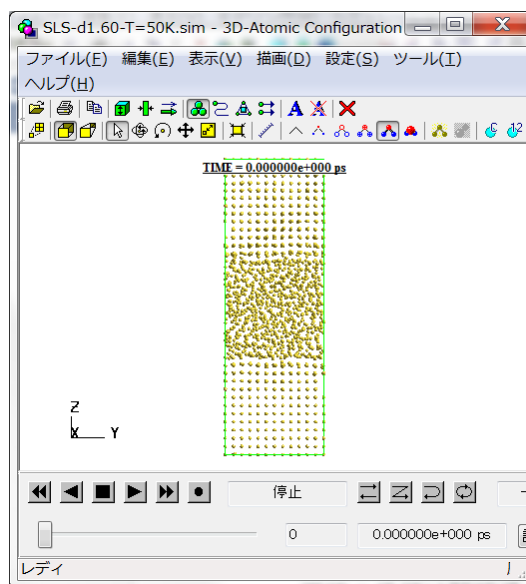 SLS-d1.60-T=50K.sim - 3D-Atomic Configuration
ファイル(F) 編集(E) 表示(V) 描画(D) 設定(S) ツール(T)
ヘルプ(H)
A A
C 12
TIME = 0.000000e+000 ps
Z
X Y
停止
0 0.000000e+000 ps
レディ